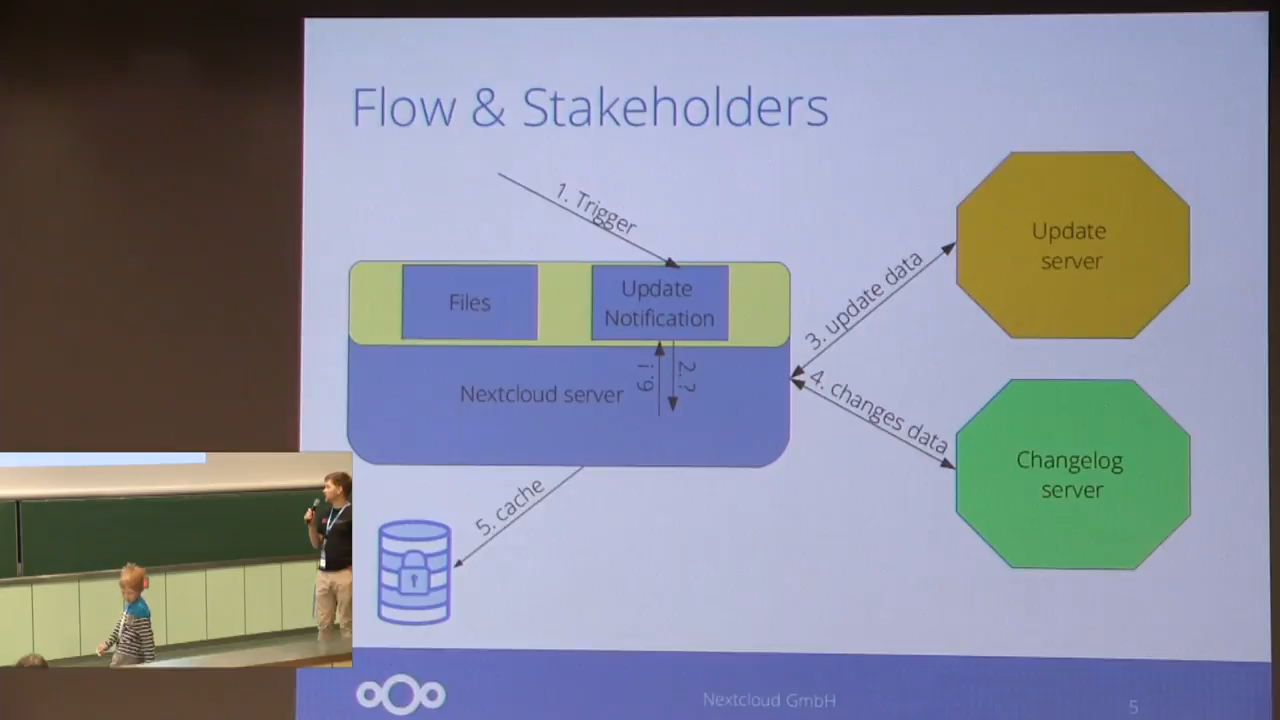 Flow & Stakeholders
1. Trigger
Update
server
3. update data
Files
Update
Notification
2.?
6.!
Nextcloud server
4. changes data
Changelog
server
5. cache
Nextcloud GmbH
5